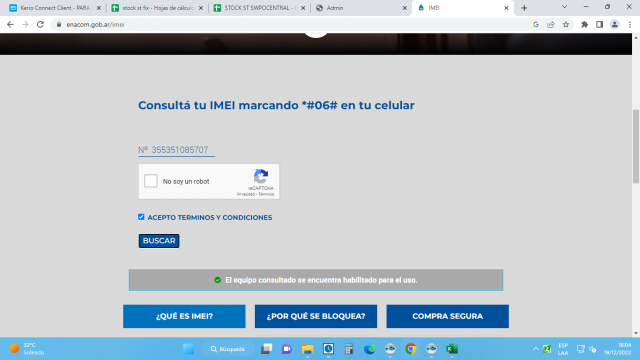 Kerio Connect Client - PARA
stock st fix - Hojas de cálculo
STOCK ST SWPOCENTRAL -
Admin
IMEI
enacom.gob.ar/imei
Consultá tu IMEI marcando *#06# en tu celular
Nº 355351085707
No soy un robot
reCAPTCHA
Privacidad - Términos
ACEPTO TERMINOS Y CONDICIONES
BUSCAR
El equipo consultado se encuentra habilitado para el uso.
¿QUÉ ES IMEI?
¿POR QUÉ SE BLOQUEA?
COMPRA SEGURA
32°C
Soleado
Búsqueda
ESP
LAA
18:04
19/12/2022